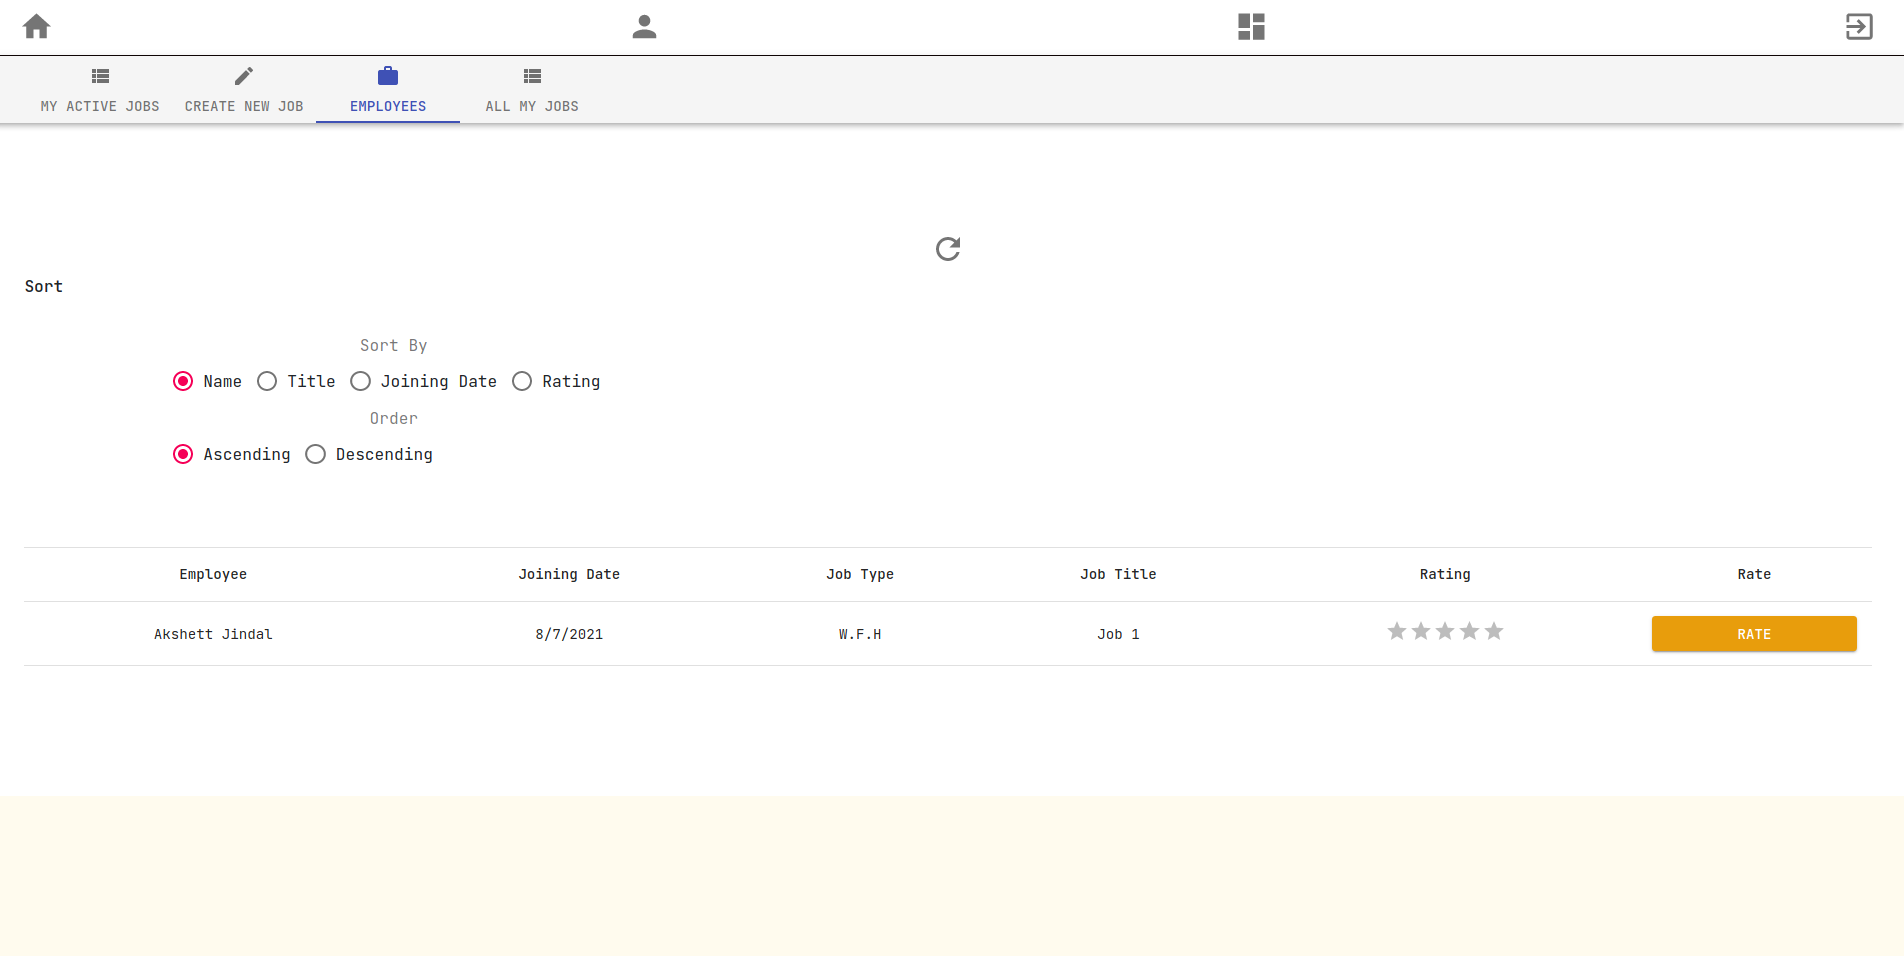 MY ACTIVE JOBS CREATE NEW JOB EMPLOYEES ALL MY JOBS
Sort
Sort By
Name Title Joining Date Rating
Order
Ascending Descending
Employee Joining Date Job Type Job Title Rating Rate
Akshett Jindal 8/7/2021 W.F.H Job 1 RATE